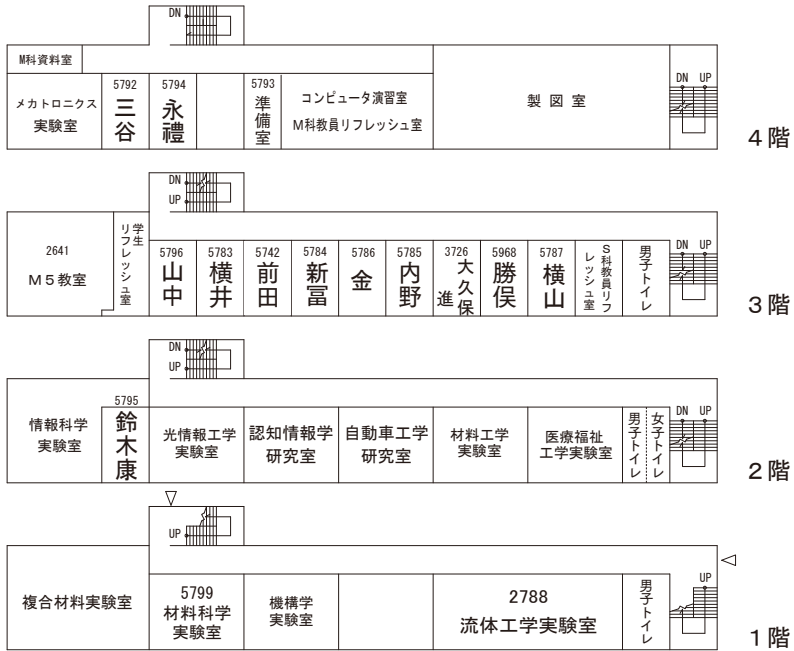 DN
M科資料室
メカトロニクス
実験室
5792
三谷
5794
永禮
5793
準備室
コンピュータ演習室
M科教員リフレッシュ室
製図室
DN UP
4階
DN
UP
2641
M5教室
学生
リフレッシュ室
5796
山中
5783
横井
5742
前田
5784
新冨
5786
金
5785
内野
3726
大久保
進
5968
勝俣
5787
横山
S科教員リフ
レッシュ室
男子トイレ
DN UP
3階
DN
UP
情報科学
実験室
5795
鈴木康
光情報工学
実験室
認知情報学
研究室
自動車工学
研究室
材料工学
実験室
医療福祉
工学実験室
男子トイレ
女子トイレ
DN UP
2階
UP
複合材料実験室
5799
材料科学
実験室
機構学
実験室
2788
流体工学実験室
男子トイレ
UP
1階